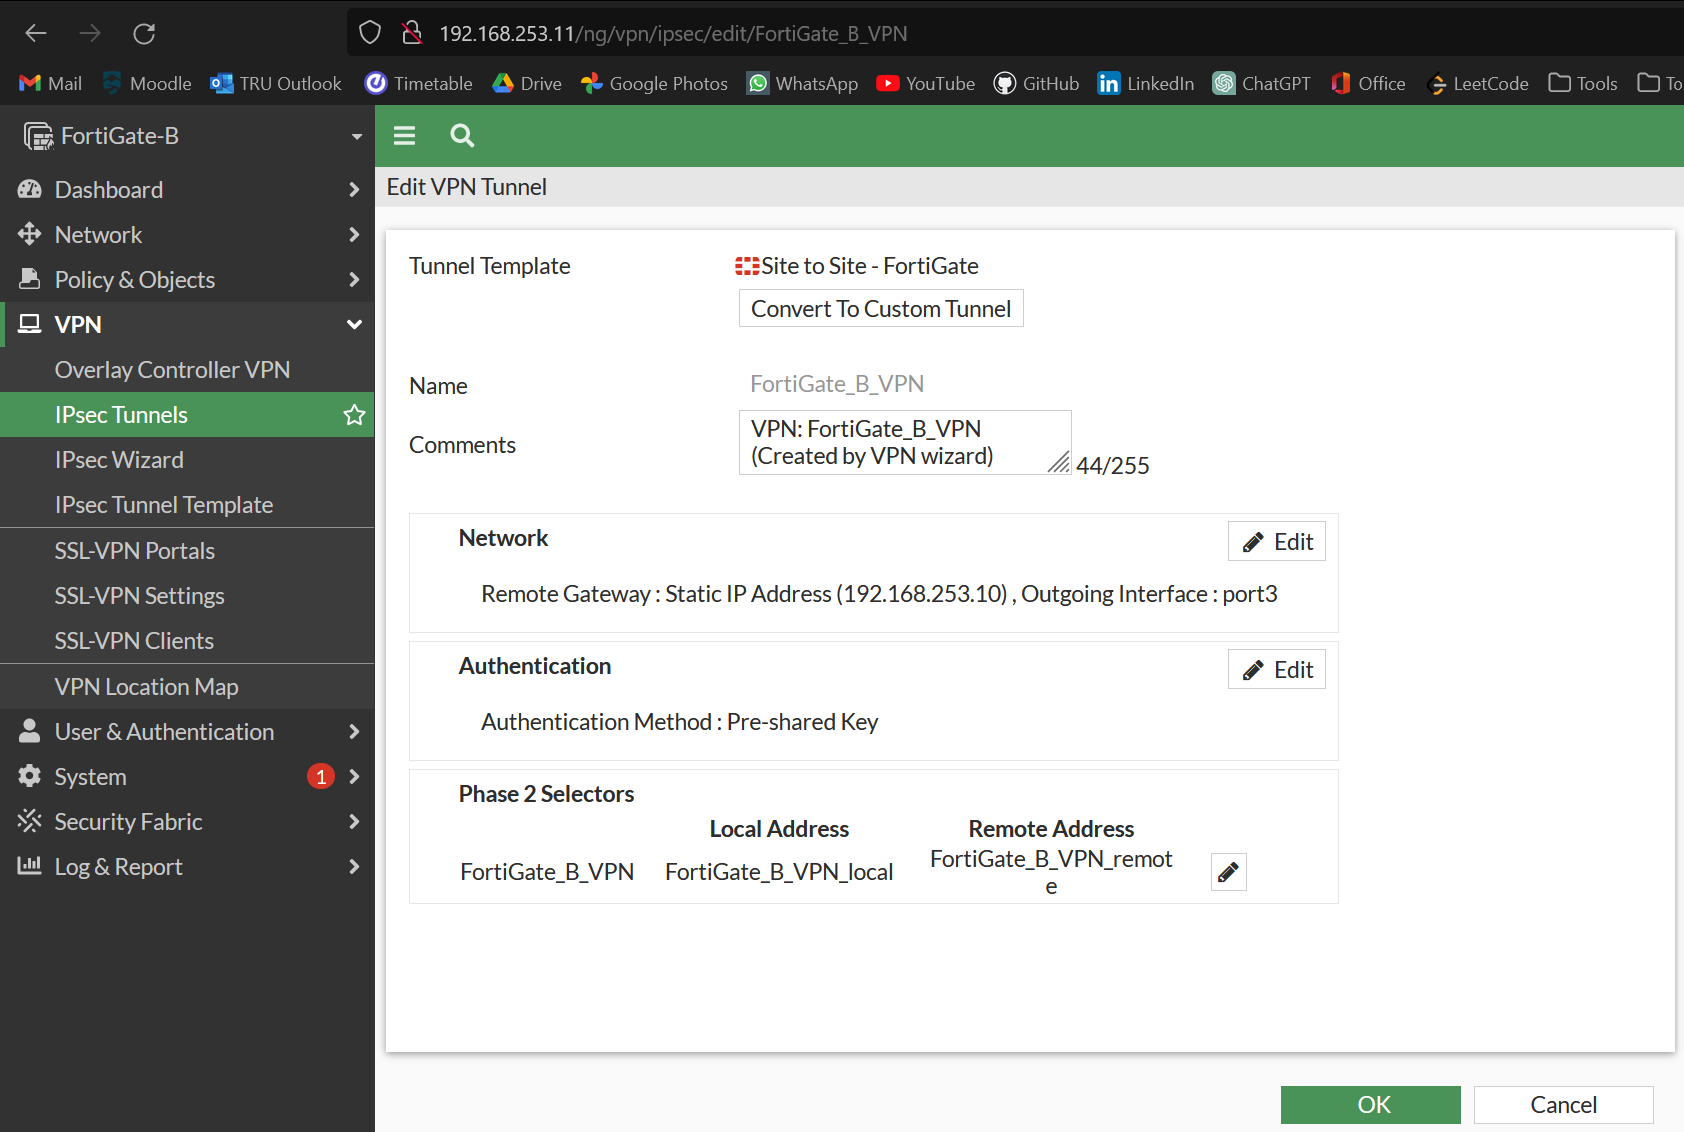 192.168.253.11/ng/vpn/ipsec/edit/FortiGate_B_VPN
Mail Moodle TRU Outlook Timetable Drive Google Photos WhatsApp YouTube GitHub LinkedIn ChatGPT Office LeetCode Tools To
FortiGate-B
Dashboard
Network
Policy & Objects
VPN
Overlay Controller VPN
IPsec Tunnels
IPsec Wizard
IPsec Tunnel Template
SSL-VPN Portals
SSL-VPN Settings
SSL-VPN Clients
VPN Location Map
User & Authentication
System 1
Security Fabric
Log & Report
Edit VPN Tunnel
Tunnel Template Site to Site - FortiGate
Convert To Custom Tunnel
Name FortiGate_B_VPN
Comments
VPN: FortiGate_B_VPN
(Created by VPN wizard) 44/255
Network Edit
Remote Gateway : Static IP Address (192.168.253.10) , Outgoing Interface : port3
Authentication Edit
Authentication Method : Pre-shared Key
Phase 2 Selectors
Local Address Remote Address
FortiGate_B_VPN FortiGate_B_VPN_local FortiGate_B_VPN_remot
e
OK Cancel